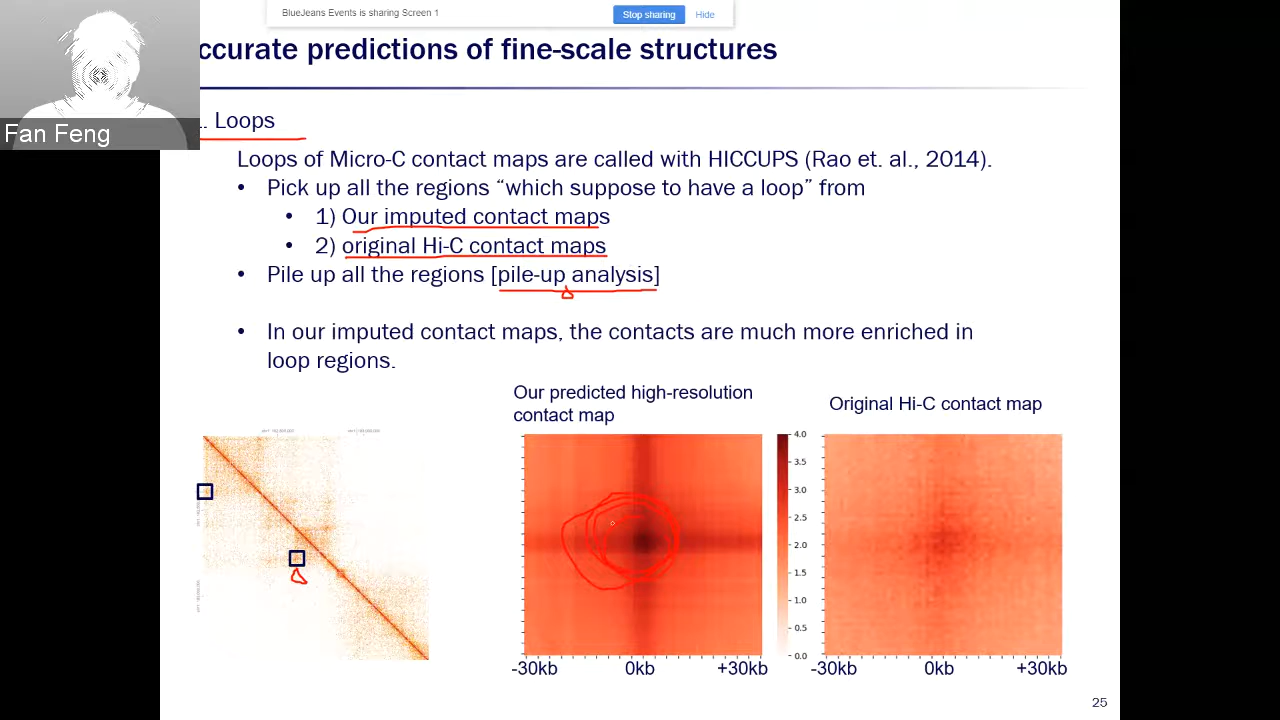 BlueJeans Events is sharing Screen 1
Stop sharing
Hide
ccurate predictions of fine-scale structures
Fan Feng
. Loops
Loops of Micro-C contact maps are called with HICCUPS (Rao et. al., 2014).
• Pick up all the regions “which suppose to have a loop” from
• 1) Our imputed contact maps
• 2) original Hi-C contact maps
• Pile up all the regions [pile-up analysis]
• In our imputed contact maps, the contacts are much more enriched in
loop regions.
Our predicted high-resolution
contact map
Original Hi-C contact map
4.0
3.5
3.0
2.5
2.0
1.5
1.0
0.5
0.0
-30kb 0kb +30kb
-30kb 0kb +30kb
25